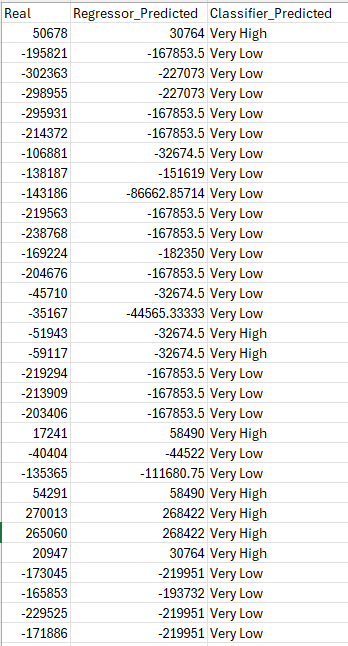 Real Regressor_Predicted Classifier_Predicted
50678 30764 Very High
-195821 -167853.5 Very Low
-302363 -227073 Very Low
-298955 -227073 Very Low
-295931 -167853.5 Very Low
-214372 -167853.5 Very Low
-106881 -32674.5 Very Low
-138187 -151619 Very Low
-143186 -86662.85714 Very Low
-219563 -167853.5 Very Low
-238768 -167853.5 Very Low
-169224 -182350 Very Low
-204676 -167853.5 Very Low
-45710 -32674.5 Very Low
-35167 -44565.33333 Very Low
-51943 -32674.5 Very High
-59117 -32674.5 Very High
-219294 -167853.5 Very Low
-213909 -167853.5 Very Low
-203406 -167853.5 Very Low
17241 58490 Very High
-40404 -44522 Very Low
-135365 -111680.75 Very Low
54291 58490 Very High
270013 268422 Very High
265060 268422 Very High
20947 30764 Very High
-173045 -219951 Very Low
-165853 -193732 Very Low
-229525 -219951 Very Low
-171886 -219951 Very Low